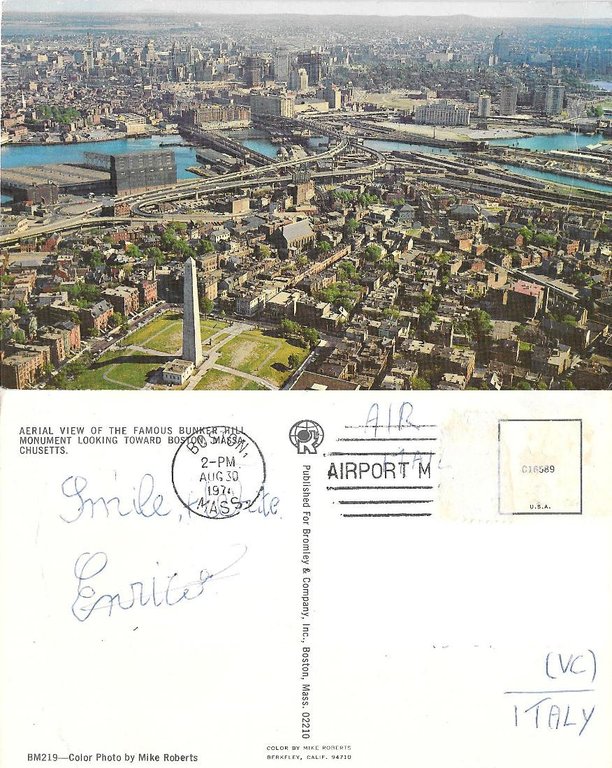 AERIAL VIEW OF THE FAMOUS BUNKER HILL
MONUMENT LOOKING TOWARD BOSTON, MASSA-
CHUSETTS.
BOSTON,
2-PM
AUG 30
MASS.
AIR
AIRPORT M
C16589
U.S.A.
Smile,
Enrico
Published For Bromley & Company, Inc., Boston, Mass. 02210
(VC)
ITALY
COLOR BY MIKE ROBERTS
BERKELEY, CALIF. 94710
BM219—Color Photo by Mike Roberts